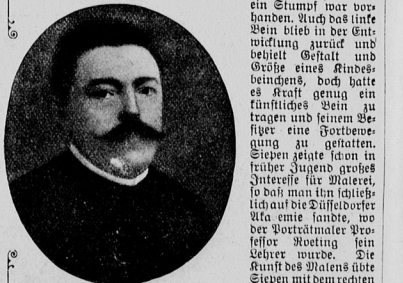 ein Stumpf war vor-
handen. Auch das linke
Bein blieb in der Ent-
wicklung zurück und
behielt Gestalt und
Größe eines Kindes-
beinchens, doch hatte
es Kraft genug ein
künstliches Bein zu
tragen und seinem Be-
sitzer eine Fortbewe-
gung zu gestatten.
Siepen zeigte schon in
früher Jugend großes
Interesse für Malerei,
so daß man ihn schließ-
lich auf die Düsseldorfer
Aka emie sandte, wo
der Porträtmaler Pro-
fessor Roeting sein
Lehrer wurde. Die
Kunst des Malens übte
Siepen mit dem rechten